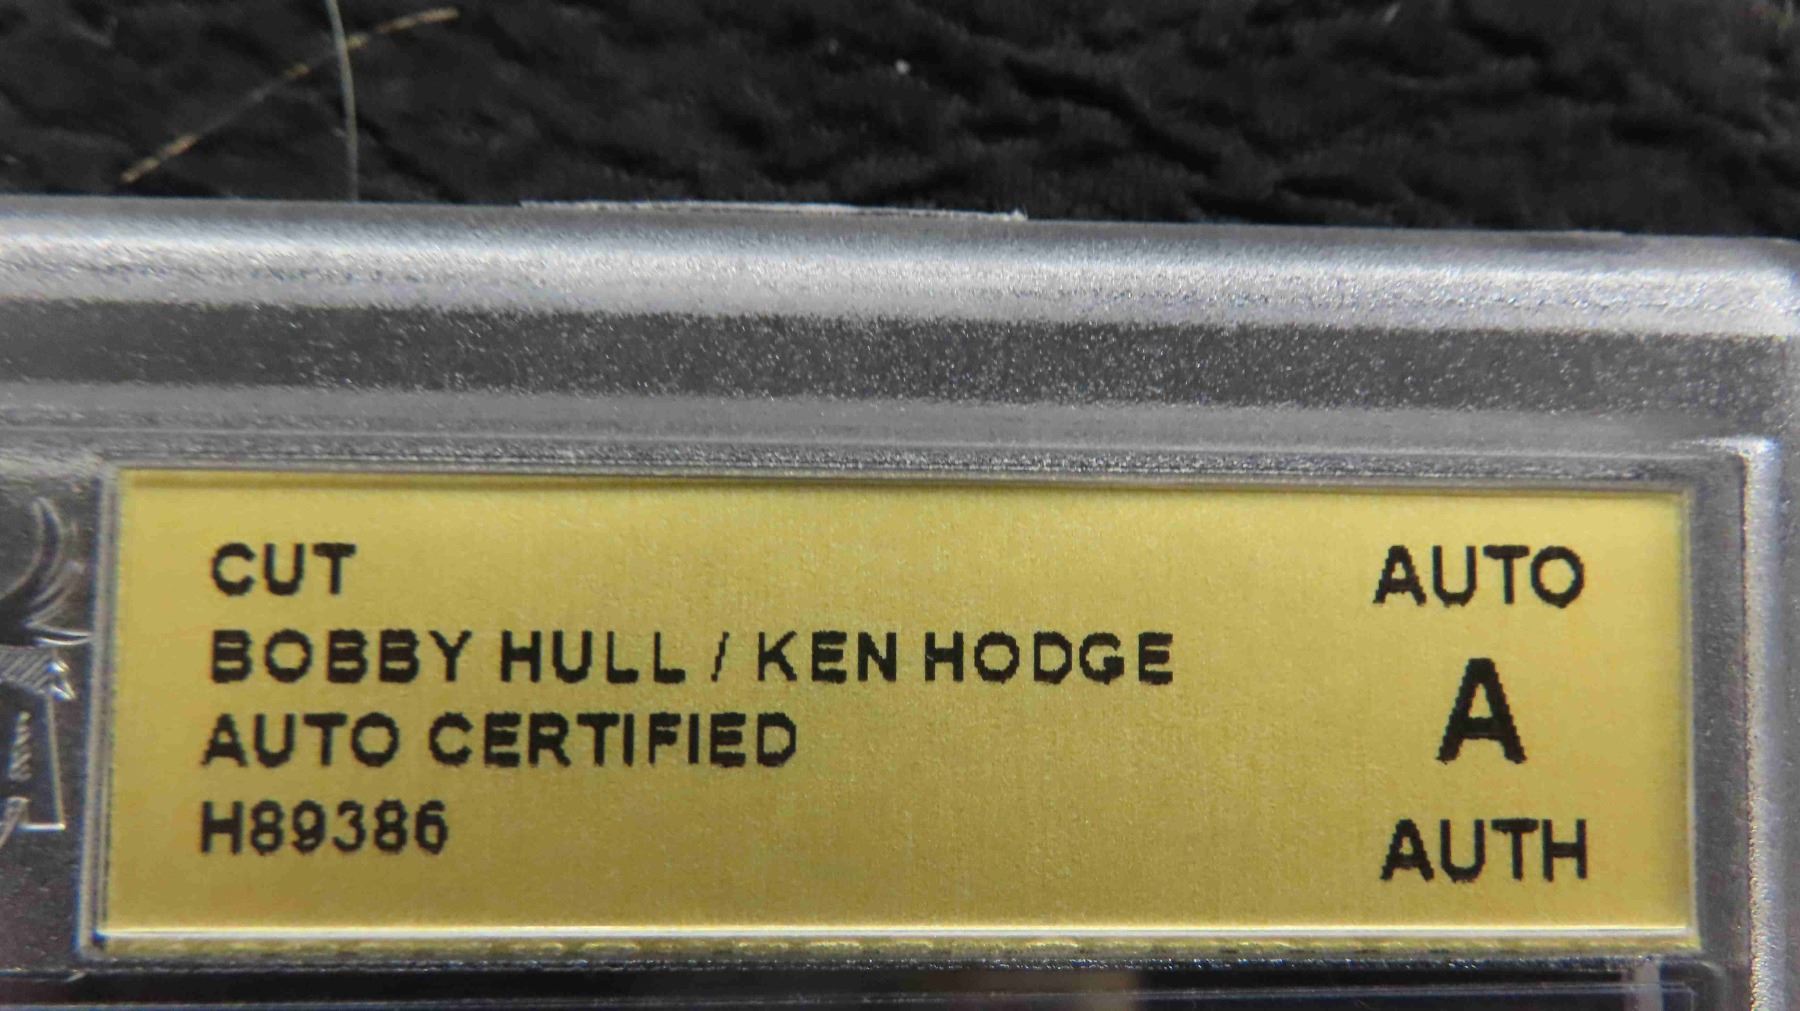 CUT
BOBBY HULL / KEN HODGE
AUTO CERTIFIED
H89386
AUTO
A
AUTH